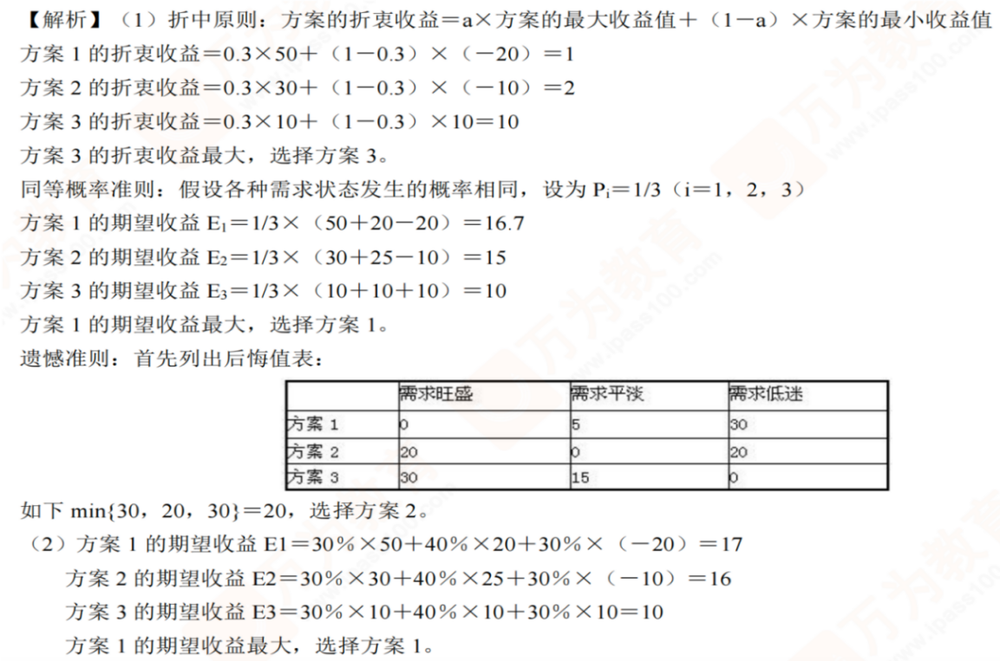 【解析】（1）折中原则：方案的折衷收益＝a×方案的最大收益值＋（1－a）×方案的最小收益值
方案 1 的折衷收益＝0.3×50＋（1－0.3）×（－20）＝1
方案 2 的折衷收益＝0.3×30＋（1－0.3）×（－10）＝2
方案 3 的折衷收益＝0.3×10＋（1－0.3）×10＝10
方案 3 的折衷收益最大，选择方案 3。
同等概率准则：假设各种需求状态发生的概率相同，设为 Pi＝1/3（i＝1，2，3）
方案 1 的期望收益 E1＝1/3×（50＋20－20）＝16.7
方案 2 的期望收益 E2＝1/3×（30＋25－10）＝15
方案 3 的期望收益 E3＝1/3×（10＋10＋10）＝10
方案 1 的期望收益最大，选择方案 1。
遗憾准则：首先列出后悔值表：
需求旺盛 需求平淡 需求低迷
方案 1 0 5 30
方案 2 20 0 20
方案 3 30 15 0
如下 min{30，20，30}＝20，选择方案 2。
（2）方案 1 的期望收益 E1＝30％×50＋40％×20＋30％×（－20）＝17
方案 2 的期望收益 E2＝30％×30＋40％×25＋30％×（－10）＝16
方案 3 的期望收益 E3＝30％×10＋40％×10＋30％×10＝10
方案 1 的期望收益最大，选择方案 1。
万为教育
www.ipass100.com